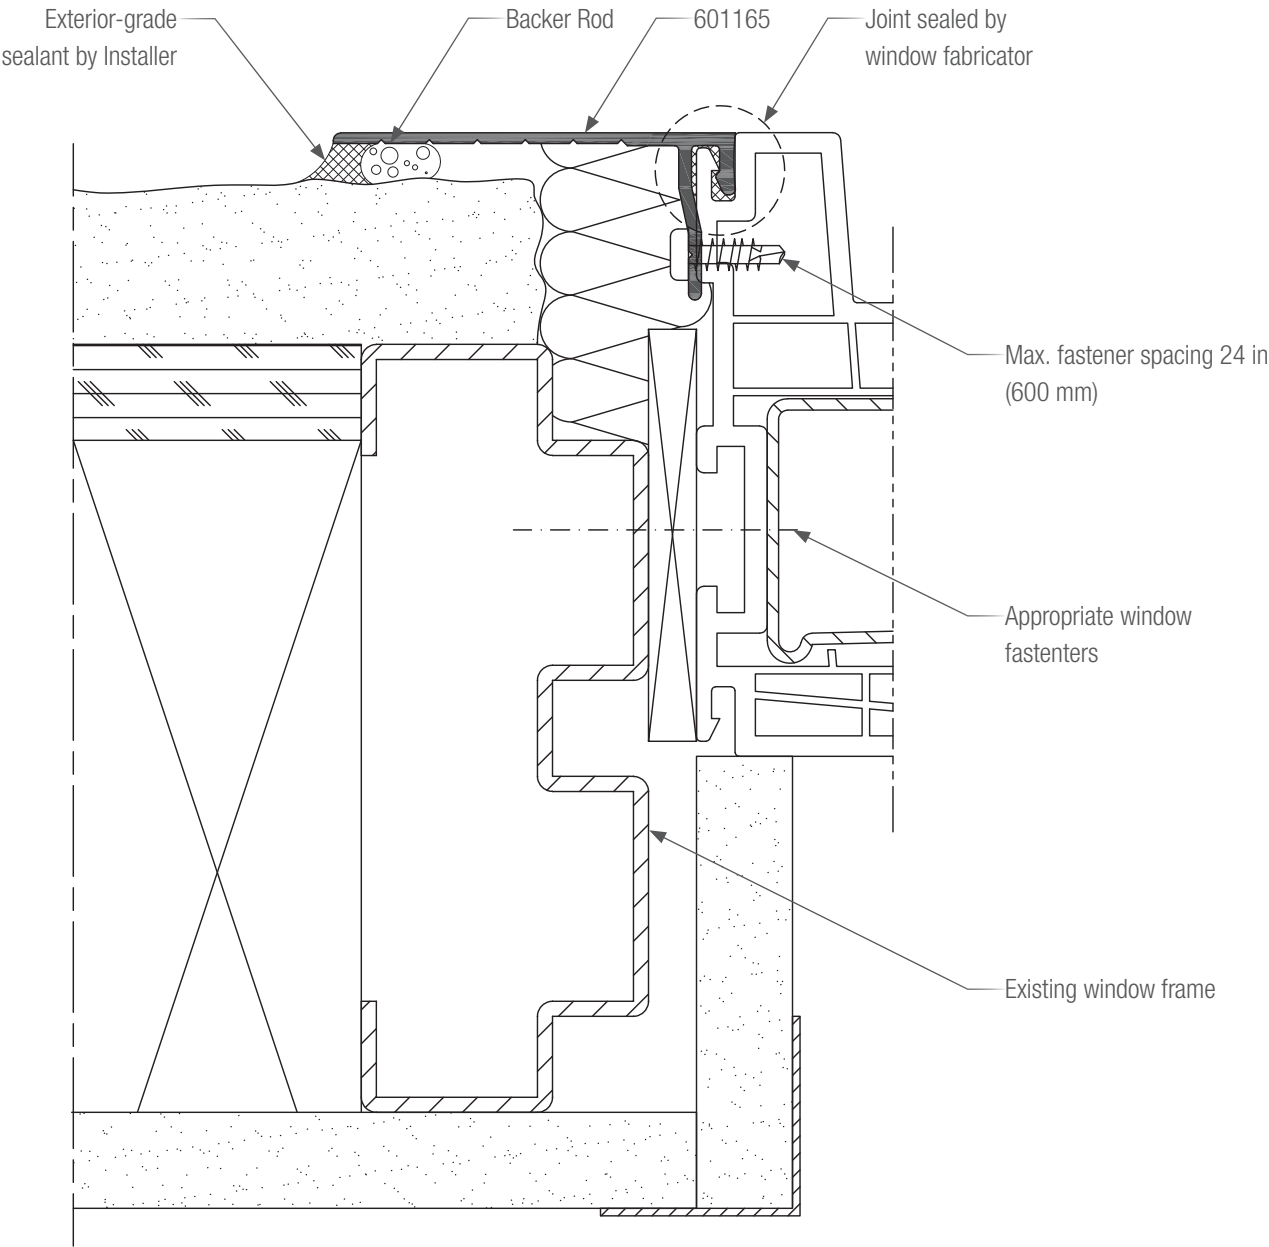 Exterior-grade
sealant by Installer
Backer Rod
601165
Joint sealed by
window fabricator
Max. fastener spacing 24 in
(600 mm)
Appropriate window
fastenters
Existing window frame